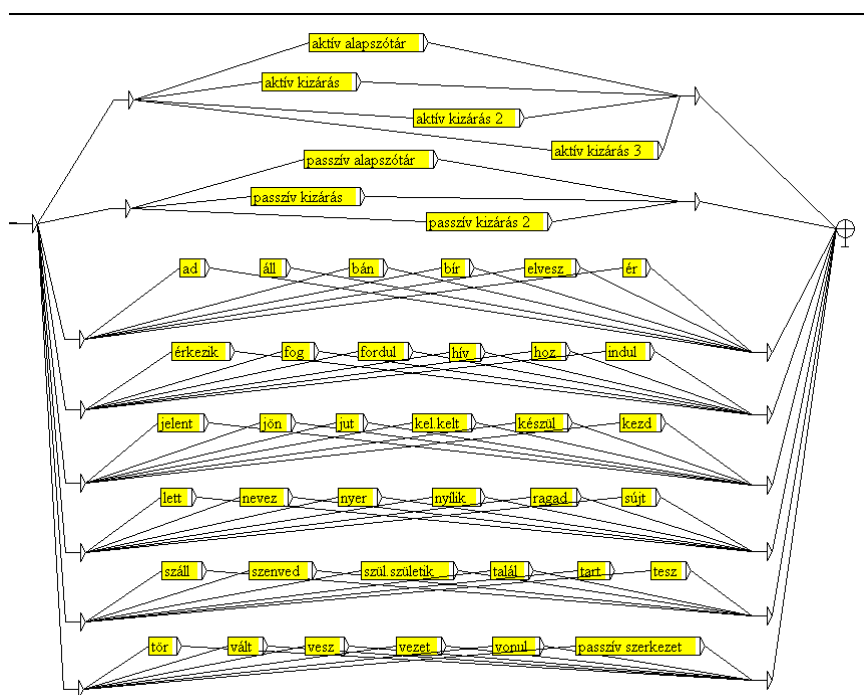 aktív alapszótár
aktív kizárás
aktív kizárás 2
aktív kizárás 3
passzív alapszótár
passzív kizárás
passzív kizárás 2
ad áll bán bír elvesz ér
érkezik fog fordul hív hoz indul
jelent jön jut kel.kelt készül kezd
lett nevez nyer nyílik ragad sújt
száll szenved szül.születik talál tart tesz
tör vált vesz vezet vonul passzív szerkezet